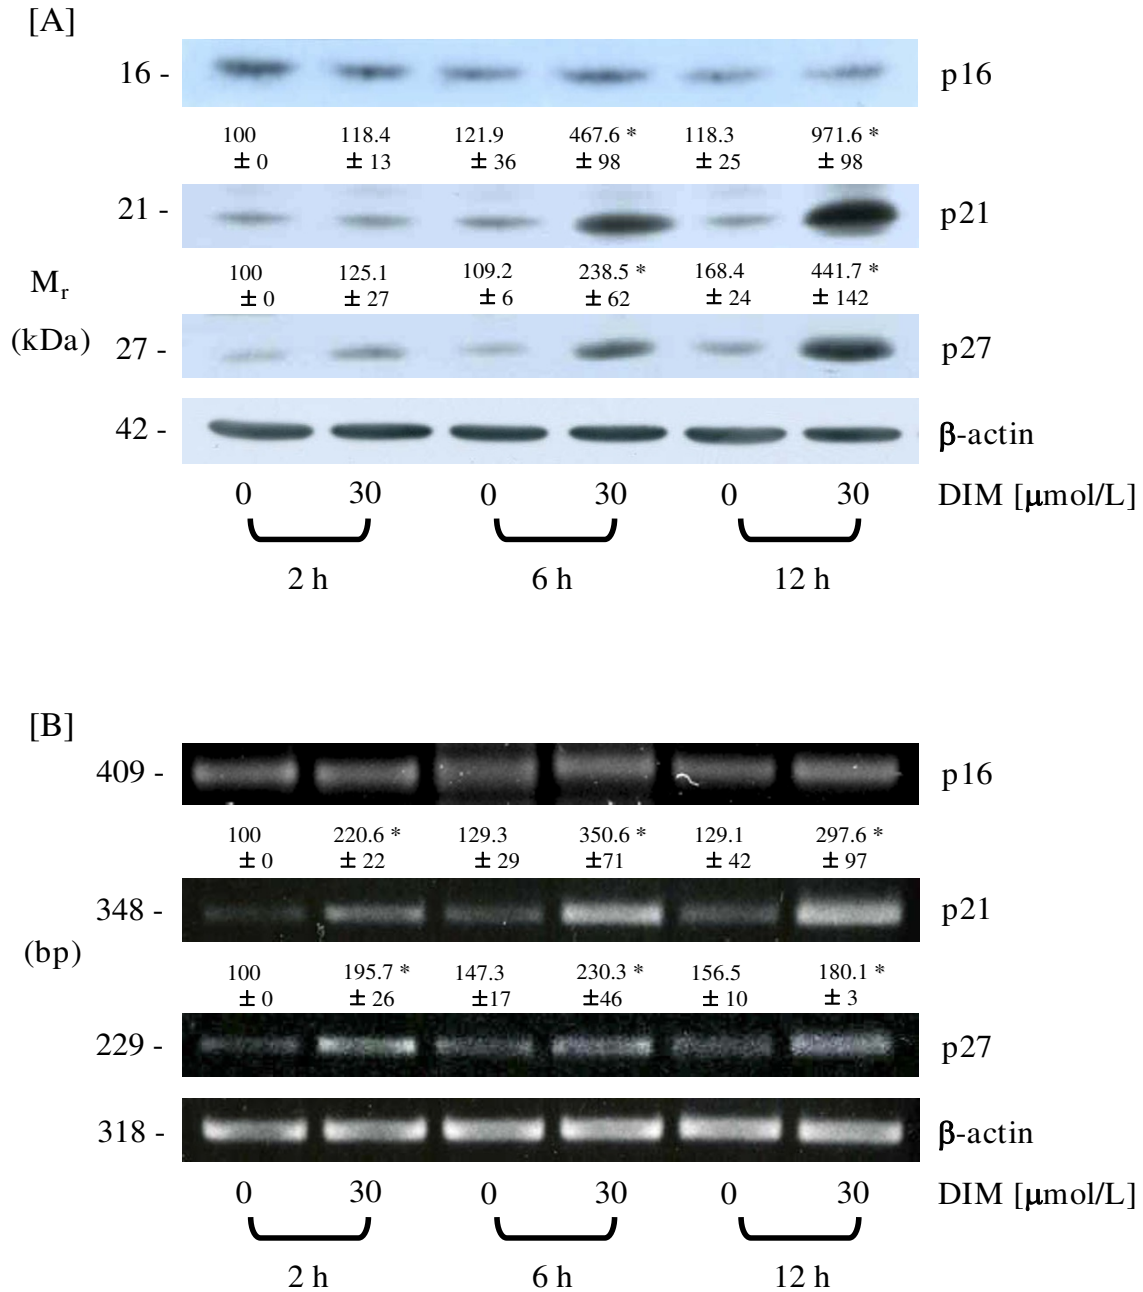 [A]
16 - p16
100 118.4 121.9 467.6 * 118.3 971.6 *
± 0 ± 13 ± 36 ± 98 ± 25 ± 98
21 - p21
100 125.1 109.2 238.5 * 168.4 441.7 *
± 0 ± 27 ± 6 ± 62 ± 24 ± 142
Mr
(kDa)
27 - p27
42 - β-actin
0 30 0 30 0 30 DIM [µmol/L]
2 h 6 h 12 h
[B]
409 - p16
100 220.6 * 129.3 350.6 * 129.1 297.6 *
± 0 ± 22 ± 29 ±71 ± 42 ± 97
348 - p21
(bp)
100 195.7 * 147.3 230.3 * 156.5 180.1 *
± 0 ± 26 ±17 ±46 ± 10 ± 3
229 - p27
318 - β-actin
0 30 0 30 0 30 DIM [µmol/L]
2 h 6 h 12 h